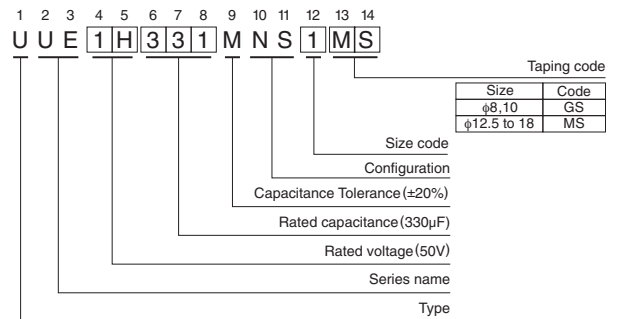 1 2 3 4 5 6 7 8 9 10 11 12 13 14
U U E 1 H 3 3 1 M N S 1 M S
Taping code
Size Code
ϕ8,10 GS
ϕ12.5 to 18 MS
Size code
Configuration
Capacitance Tolerance (±20%)
Rated capacitance (330µF)
Rated voltage (50V)
Series name
Type